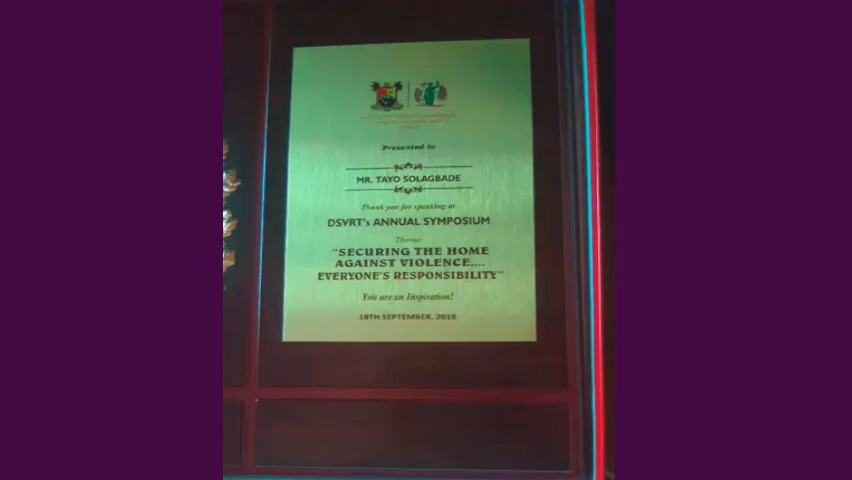 Presented to
MR. TAYO SOLAGBADE
Thank you for speaking at
DSVRT's ANNUAL SYMPOSIUM
Theme:
"SECURING THE HOME
AGAINST VIOLENCE....
EVERYONE'S RESPONSIBILITY"
You are an Inspiration!
18TH SEPTEMBER, 2019